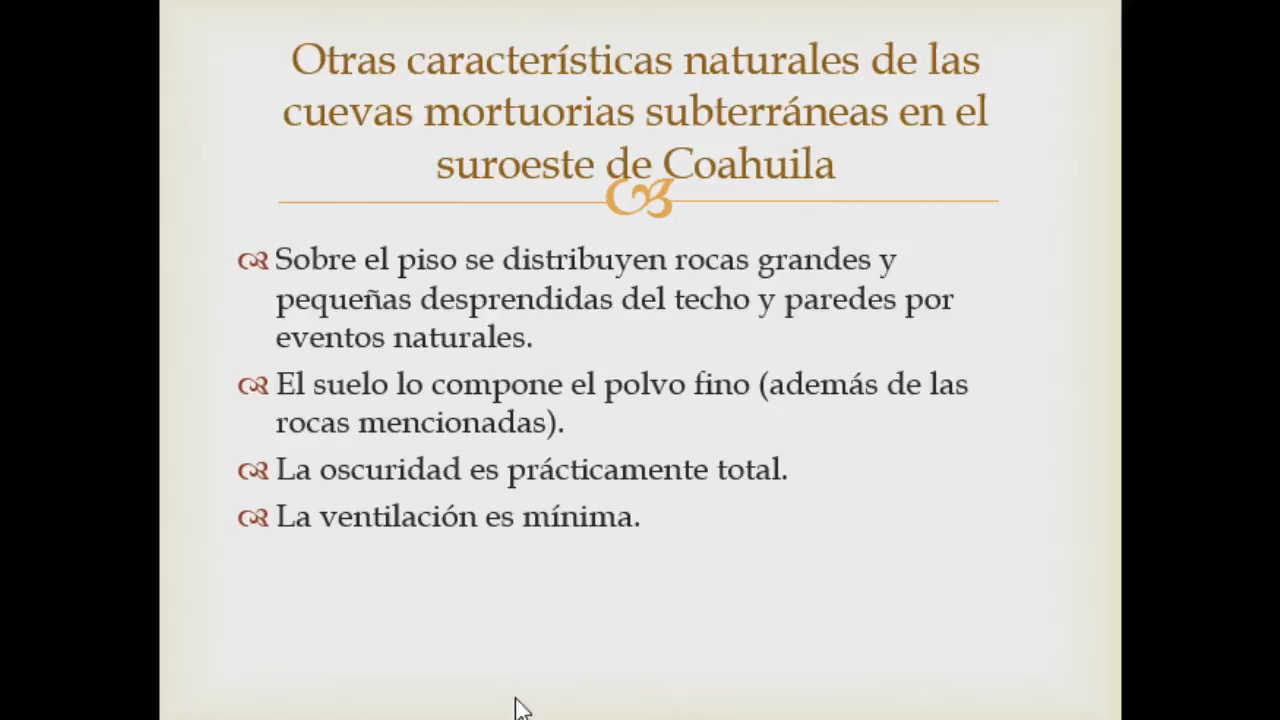 Otras características naturales de las
cuevas mortuorias subterráneas en el
suroeste de Coahuila
Sobre el piso se distribuyen rocas grandes y
pequeñas desprendidas del techo y paredes por
eventos naturales.
El suelo lo compone el polvo fino (además de las
rocas mencionadas).
La oscuridad es prácticamente total.
La ventilación es mínima.